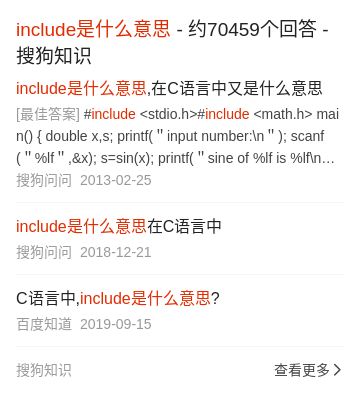 include是什么意思 - 约70459个回答 -
搜狗知识
include是什么意思,在C语言中又是什么意思
[最佳答案] #include <stdio.h>#include <math.h> mai
n() { double x,s; printf(＂input number:\n＂); scanf
(＂%lf＂,&x); s=sin(x); printf(＂sine of %lf is %lf\n…
搜狗问问 2013-02-25
include是什么意思在C语言中
搜狗问问 2018-12-21
C语言中,include是什么意思?
百度知道 2019-09-15
搜狗知识 查看更多